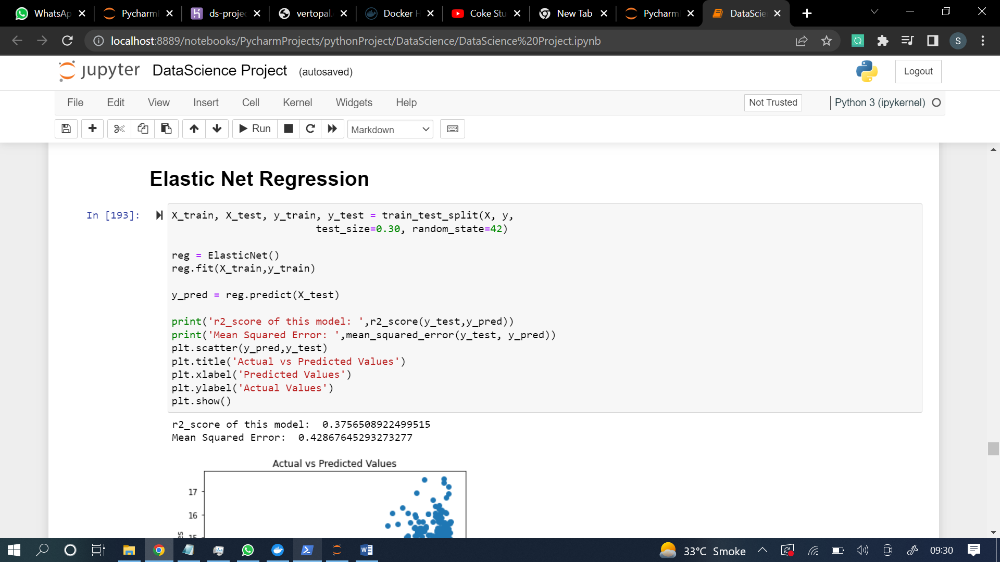 WhatsAp
Pycharm
ds-projec
vertopal.
Docker H
Coke Stu
New Tab
Pycharm
DataScie
localhost:8889/notebooks/PycharmProjects/pythonProject/DataScience/DataScience%20Project.ipynb
S
jupyter DataScience Project (autosaved)
Logout
File Edit View Insert Cell Kernel Widgets Help
Not Trusted
Python 3 (ipykernel)
Run
Markdown
Elastic Net Regression
In [193]:
X_train, X_test, y_train, y_test = train_test_split(X, y,
test_size=0.30, random_state=42)
reg = ElasticNet()
reg.fit(X_train,y_train)
y_pred = reg.predict(X_test)
print('r2_score of this model: ',r2_score(y_test,y_pred))
print('Mean Squared Error: ',mean_squared_error(y_test, y_pred))
plt.scatter(y_pred,y_test)
plt.title('Actual vs Predicted Values')
plt.xlabel('Predicted Values')
plt.ylabel('Actual Values')
plt.show()
r2_score of this model:  0.3756508922499515
Mean Squared Error:  0.42867645293273277
Actual vs Predicted Values
17
16
15
es
33°C Smoke
09:30